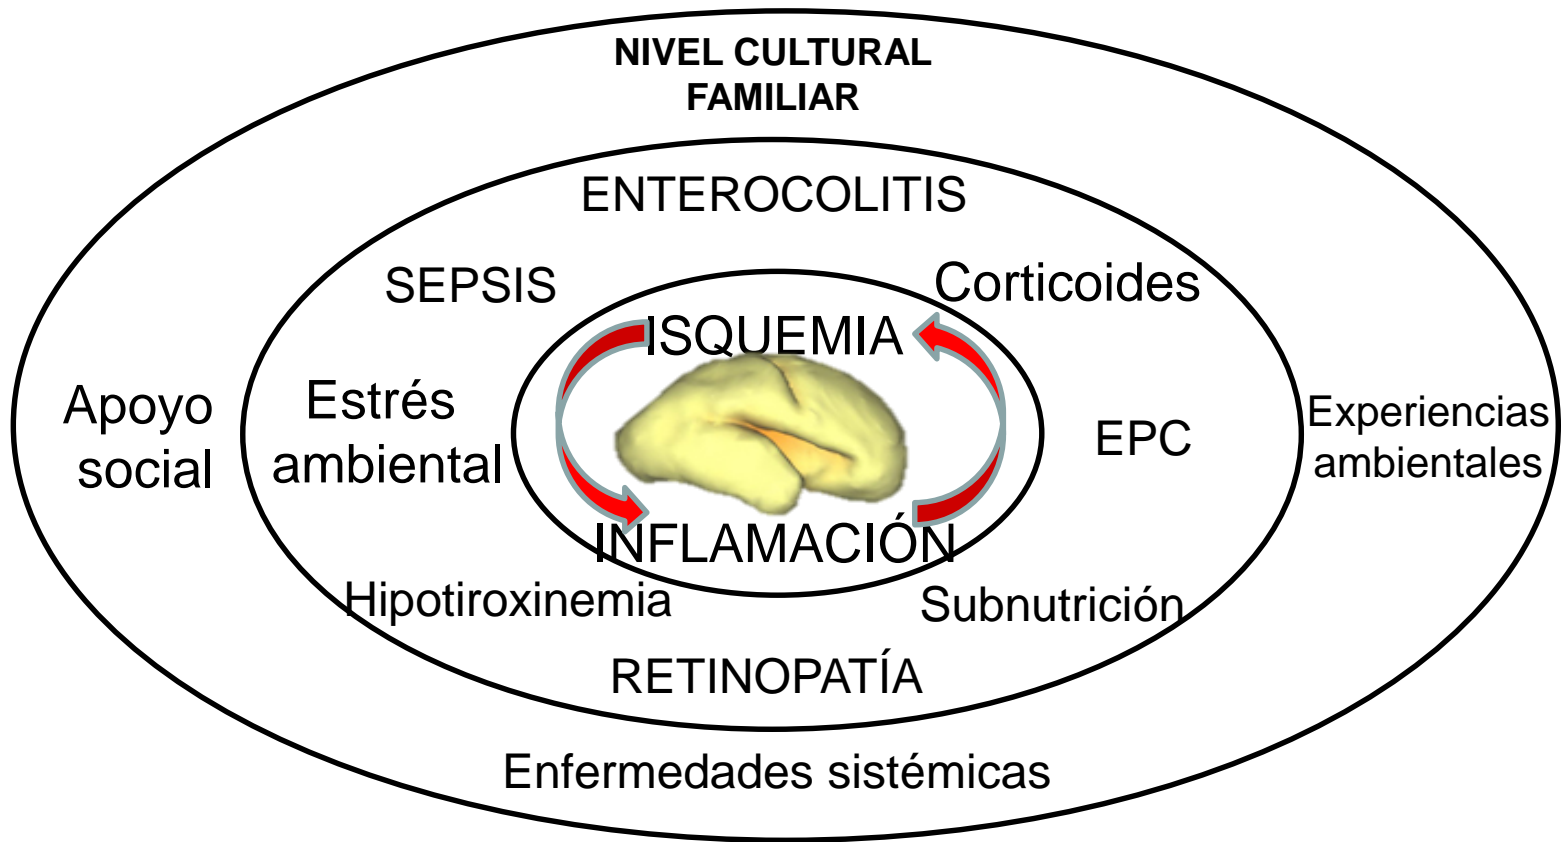 NIVEL CULTURAL
FAMILIAR
ENTEROCOLITIS
SEPSIS
Corticoides
ISQUEMIA
Apoyo
social
Estrés
ambiental
EPC
Experiencias
ambientales
INFLAMACIÓN
Hipotiroxinemia
Subnutrición
RETINOPATÍA
Enfermedades sistémicas